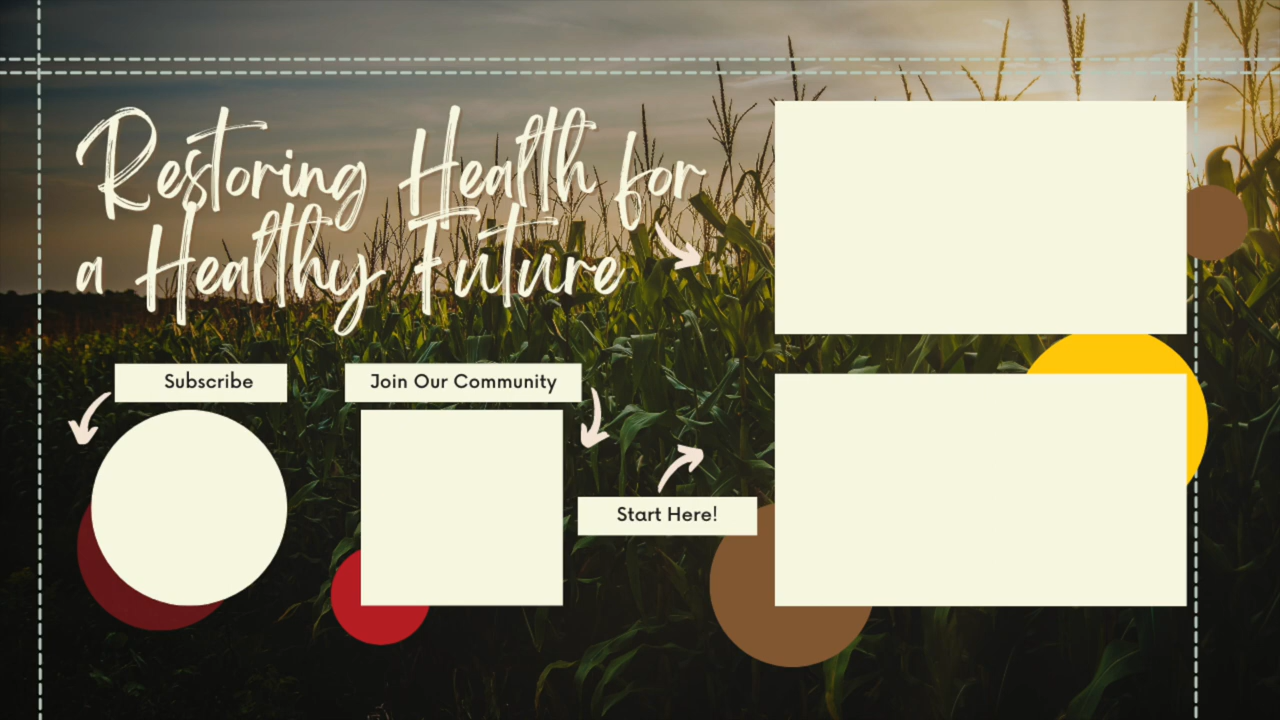 Restoring Health for
a Healthy Future
Subscribe
Join Our Community
Start Here!